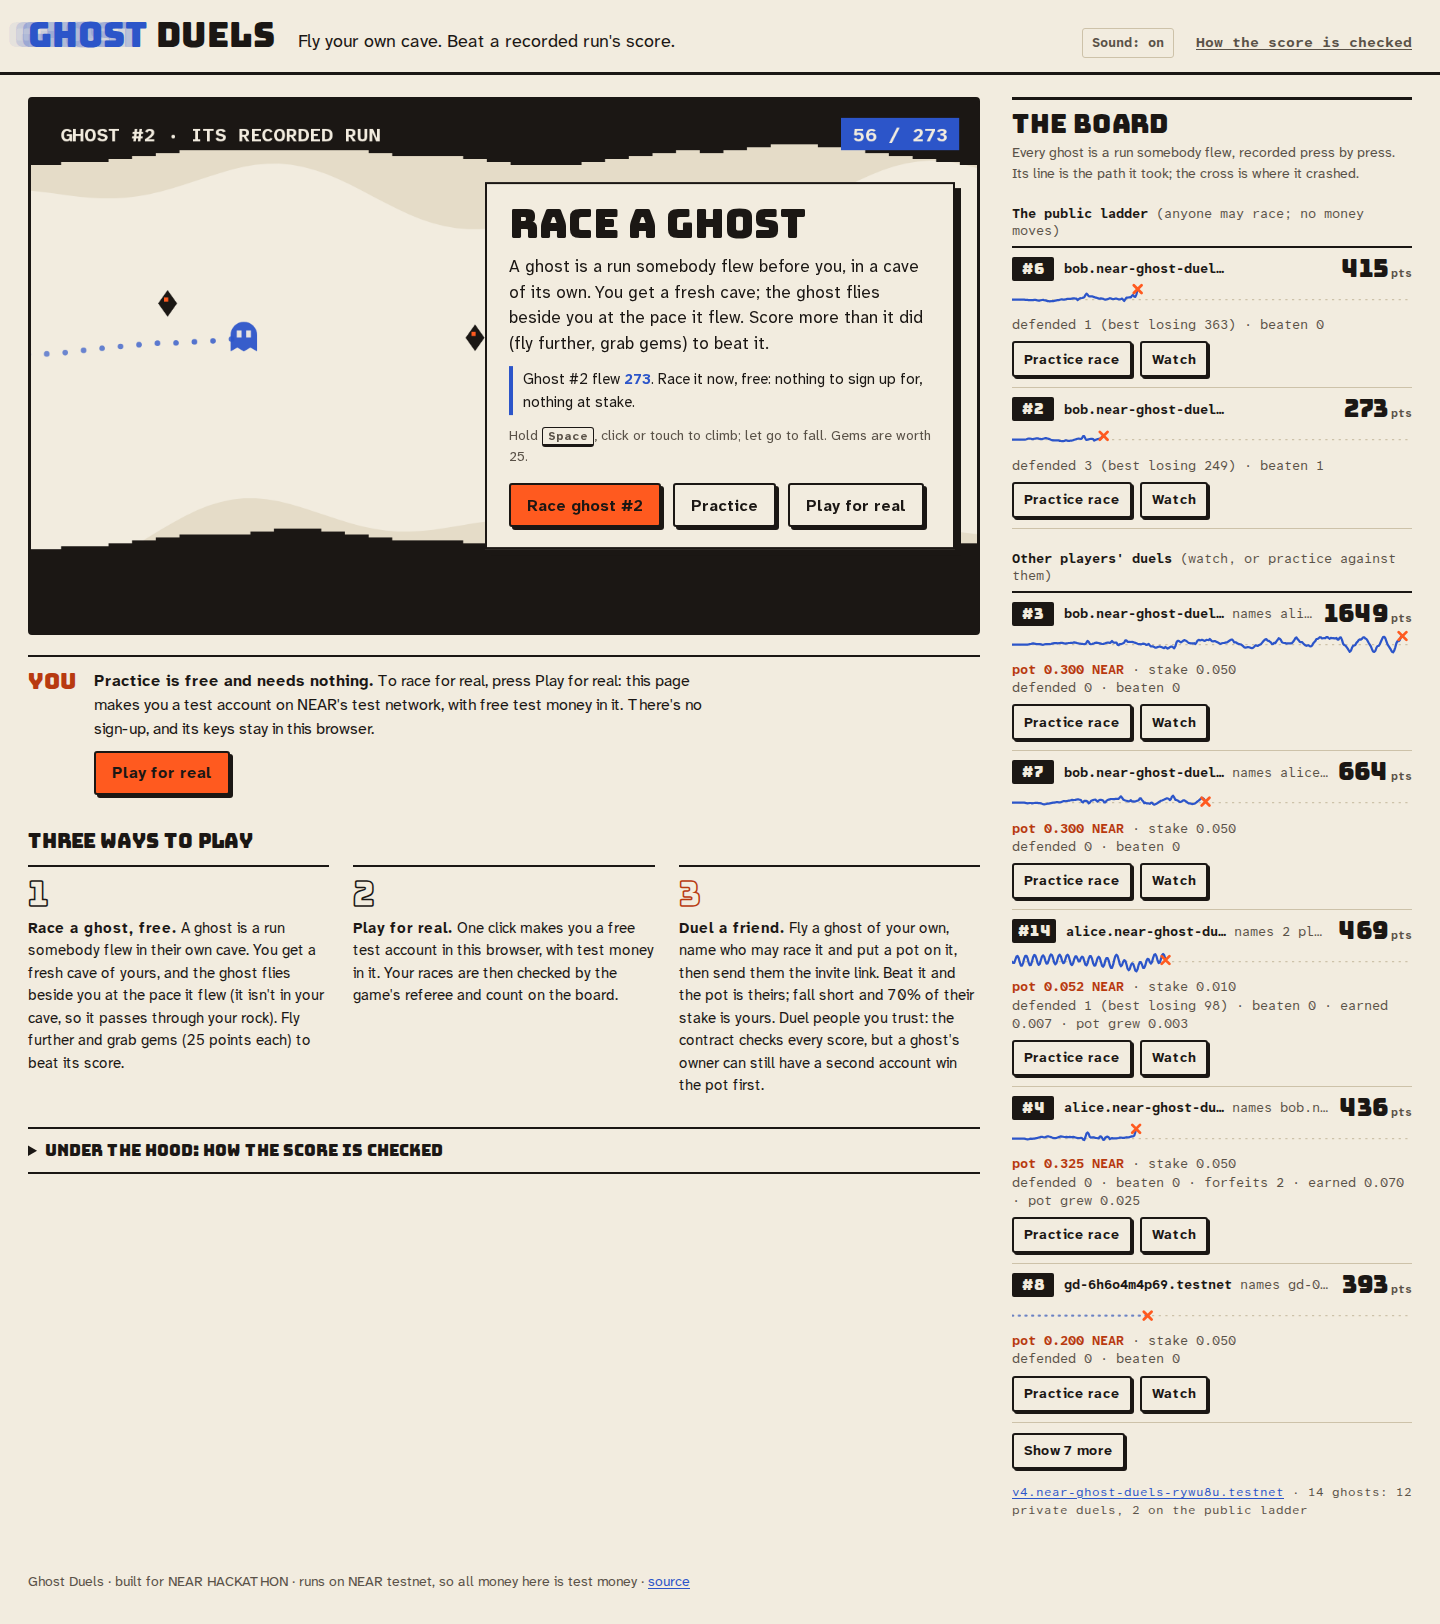 GHOST DUELS
Fly your own cave. Beat a recorded run's score.
Sound: on
How the score is checked
GHOST #2 · ITS RECORDED RUN
56 / 273
RACE A GHOST
A ghost is a run somebody flew before you, in a cave
of its own. You get a fresh cave; the ghost flies
beside you at the pace it flew. Score more than it did
(fly further, grab gems) to beat it.
Ghost #2 flew 273. Race it now, free: nothing to sign up for,
nothing at stake.
Hold Space, click or touch to climb; let go to fall. Gems are worth
25.
Race ghost #2
Practice
Play for real
YOU
Practice is free and needs nothing. To race for real, press Play for real: this page
makes you a test account on NEAR's test network, with free test money in it. There's no
sign-up, and its keys stay in this browser.
Play for real
THREE WAYS TO PLAY
1
Race a ghost, free. A ghost is a run
somebody flew in their own cave. You get a
fresh cave of yours, and the ghost flies
beside you at the pace it flew (it isn't in your
cave, so it passes through your rock). Fly
further and grab gems (25 points each) to
beat its score.
2
Play for real. One click makes you a free
test account in this browser, with test money
in it. Your races are then checked by the
game's referee and count on the board.
3
Duel a friend. Fly a ghost of your own,
name who may race it and put a pot on it,
then send them the invite link. Beat it and
the pot is theirs; fall short and 70% of their
stake is yours. Duel people you trust: the
contract checks every score, but a ghost's
owner can still have a second account win
the pot first.
UNDER THE HOOD: HOW THE SCORE IS CHECKED
THE BOARD
Every ghost is a run somebody flew, recorded press by press.
Its line is the path it took; the cross is where it crashed.
The public ladder (anyone may race; no money
moves)
#6 bob.near-ghost-duel… 415 pts
defended 1 (best losing 363) · beaten 0
Practice race
Watch
#2 bob.near-ghost-duel… 273 pts
defended 3 (best losing 249) · beaten 1
Practice race
Watch
Other players' duels (watch, or practice against
them)
#3 bob.near-ghost-duel… names ali… 1649 pts
pot 0.300 NEAR · stake 0.050
defended 0 · beaten 0
Practice race
Watch
#7 bob.near-ghost-duel… names alice… 664 pts
pot 0.300 NEAR · stake 0.050
defended 0 · beaten 0
Practice race
Watch
#14 alice.near-ghost-du… names 2 pl… 469 pts
pot 0.052 NEAR · stake 0.010
defended 1 (best losing 98) · beaten 0 · earned
0.007 · pot grew 0.003
Practice race
Watch
#4 alice.near-ghost-du… names bob.n… 436 pts
pot 0.325 NEAR · stake 0.050
defended 0 · beaten 0 · forfeits 2 · earned 0.070
· pot grew 0.025
Practice race
Watch
#8 gd-6h6o4m4p69.testnet names gd-0… 393 pts
pot 0.200 NEAR · stake 0.050
defended 0 · beaten 0
Practice race
Watch
Show 7 more
v4.near-ghost-duels-rywu8u.testnet · 14 ghosts: 12
private duels, 2 on the public ladder
Ghost Duels · built for NEAR HACKATHON · runs on NEAR testnet, so all money here is test money · source